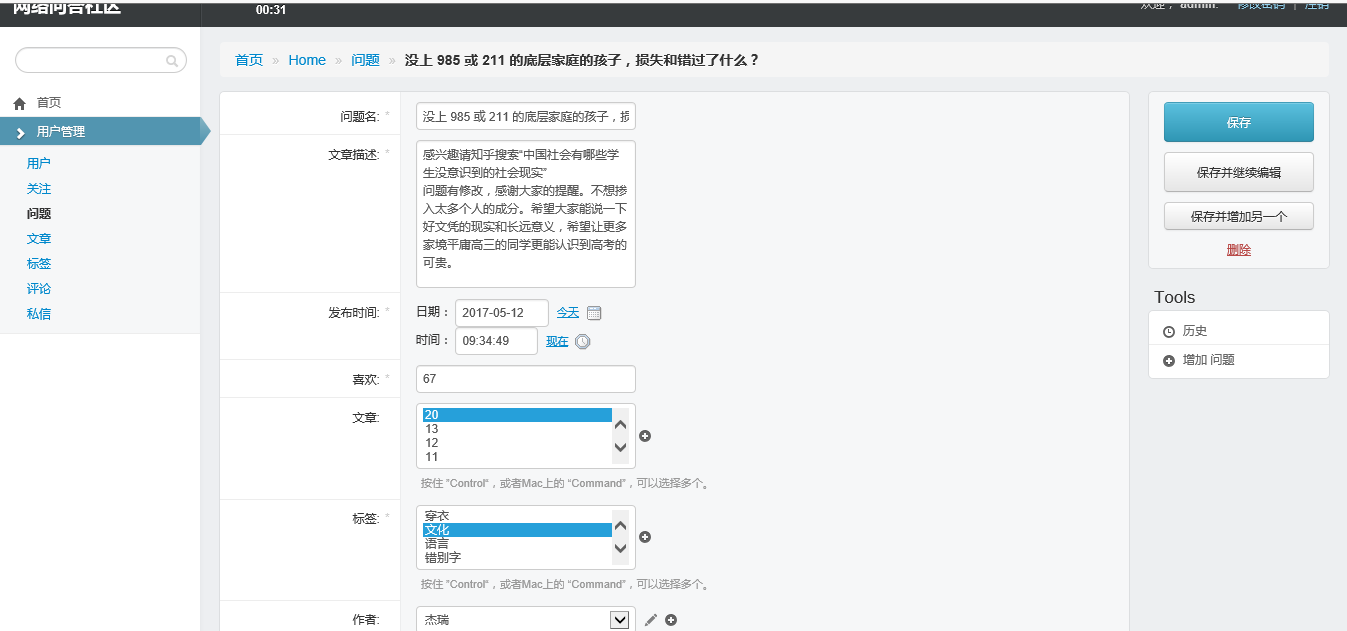 网络问答社区
00:31
欢迎， admin. 修改密码 | 注销
首页 » Home » 问题 » 没上 985 或 211 的底层家庭的孩子，损失和错过了什么？
首页
用户管理
用户
关注
问题
文章
标签
评论
私信
问题名: *
没上 985 或 211 的底层家庭的孩子，损
文章描述: *
感兴趣请知乎搜索“中国社会有哪些学
生没意识到的社会现实”
问题有修改，感谢大家的提醒。不想掺
入太多个人的成分。希望大家能说一下
好文凭的现实和长远意义，希望让更多
家境平庸高三的同学更能认识到高考的
可贵。
发布时间: *
日期： 2017-05-12 今天
时间： 09:34:49 现在
喜欢: *
67
文章:
20
13
12
11
按住 “Control“，或者Mac上的 “Command”，可以选择多个。
标签: *
穿衣
文化
语言
错别字
按住 “Control“，或者Mac上的 “Command”，可以选择多个。
作者:
杰瑞
保存
保存并继续编辑
保存并增加另一个
删除
Tools
历史
增加 问题